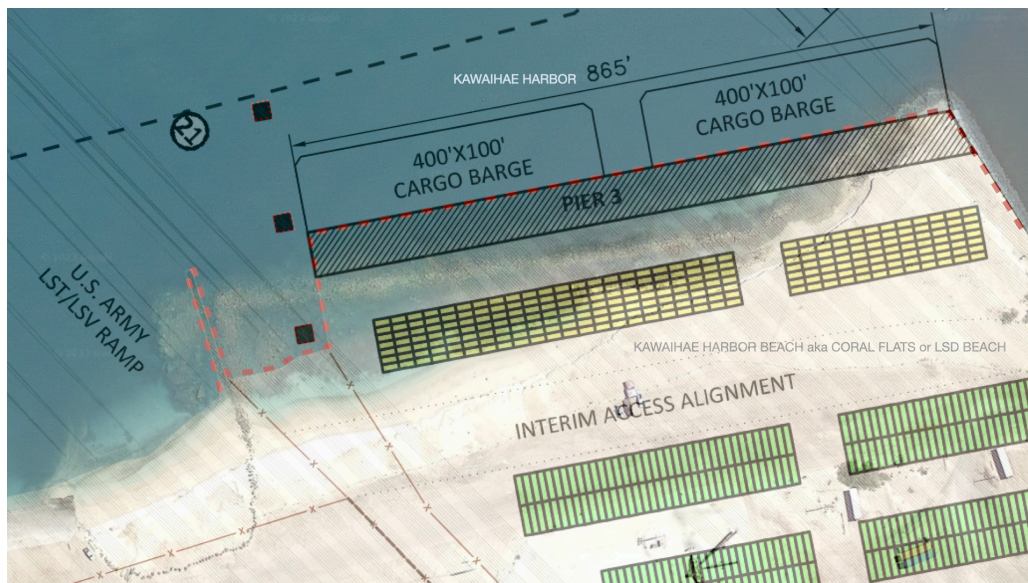 KAWAIHAE HARBOR
865'
400'X100'
CARGO BARGE
400'X100'
CARGO BARGE
21
PIER 3
U.S. ARMY
LST/LSV RAMP
KAWAIHAE HARBOR BEACH aka CORAL FLATS or LSD BEACH
INTERIM ACCESS ALIGNMENT